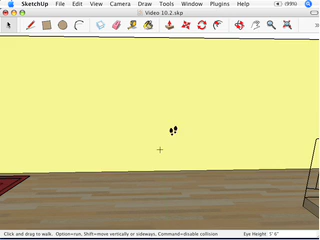 SketchUp File Edit View Camera Draw Tools Window Plugins Help (99%)
Video 10.2.skp
Click and drag to walk. Option=run, Shift=move vertically or sideways, Command=disable collision Eye Height 5' 6"